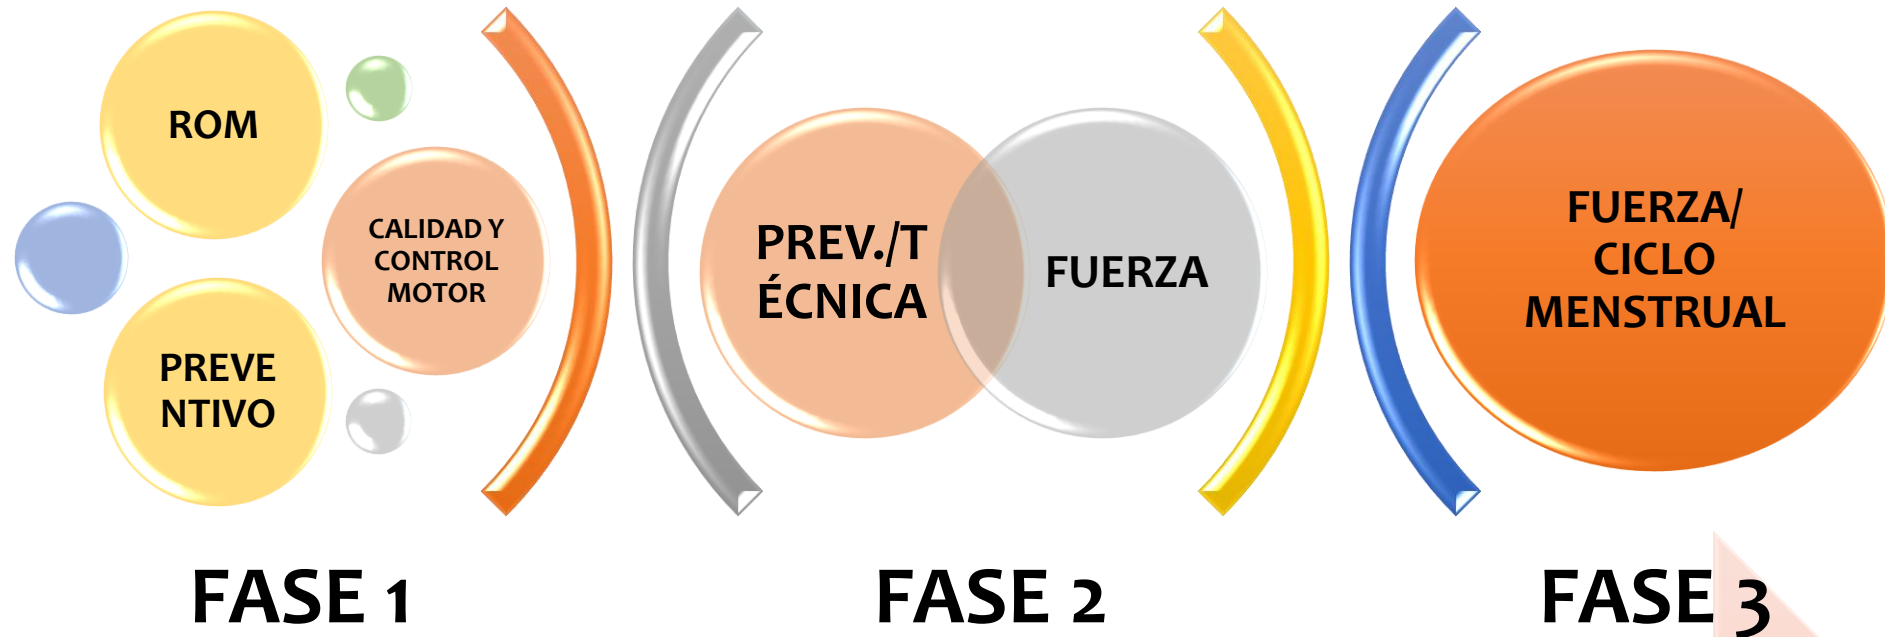 ROM
CALIDAD Y
CONTROL
MOTOR
PREVE
NTIVO
FASE 1
PREV./T
ÉCNICA
FUERZA
FASE 2
FUERZA/
CICLO
MENSTRUAL
FASE 3